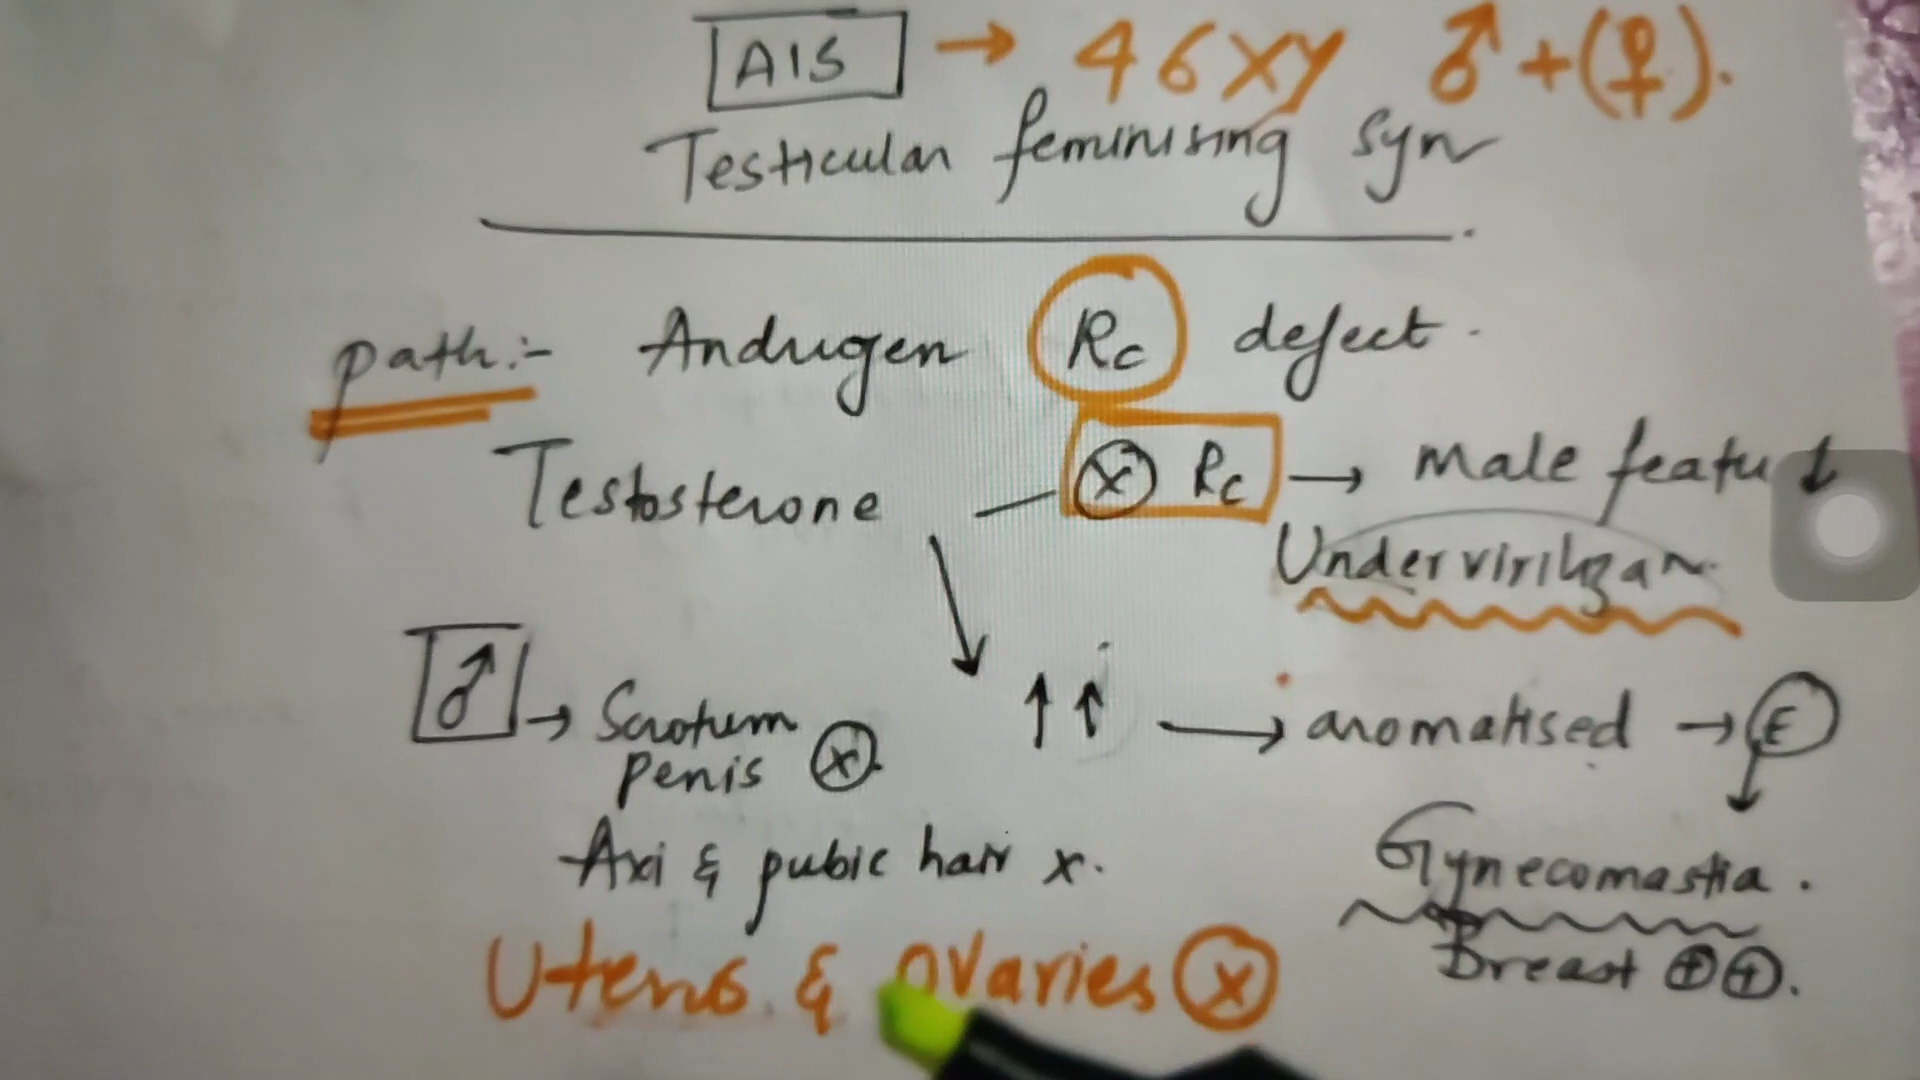 AIS → 46XY ♂ + (♀).
Testicular feminising syn
path:- Androgen Rc defect.
Testosterone — ⊗ Rc → male featu
Undervirilizan
♂ → Scrotum
penis ⊗.
↑↑ → aromatised → E
Axi & pubic hair x.
Gynecomastia.
Breast ⊕⊕.
Uterus & ovaries ⊗